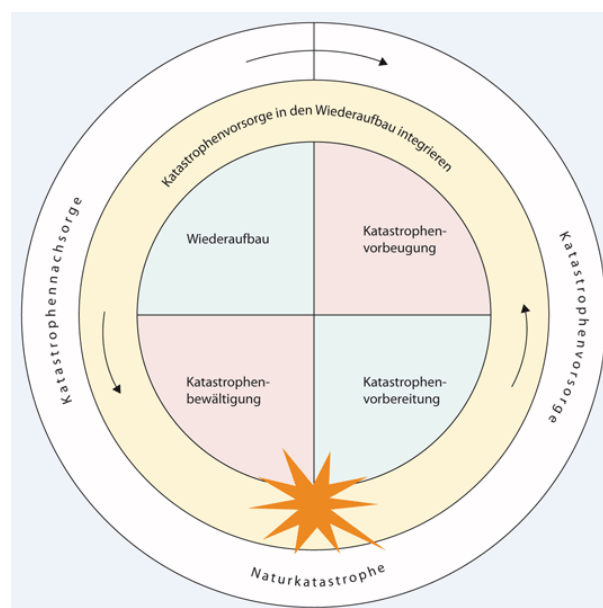 Katastrophenvorsorge in den Wiederaufbau integrieren
Katastrophennachsorge
Katastrophenvorsorge
Wiederaufbau
Katastrophen-
vorbeugung
Katastrophen-
bewältigung
Katastrophen-
vorbereitung
Naturkatastrophe